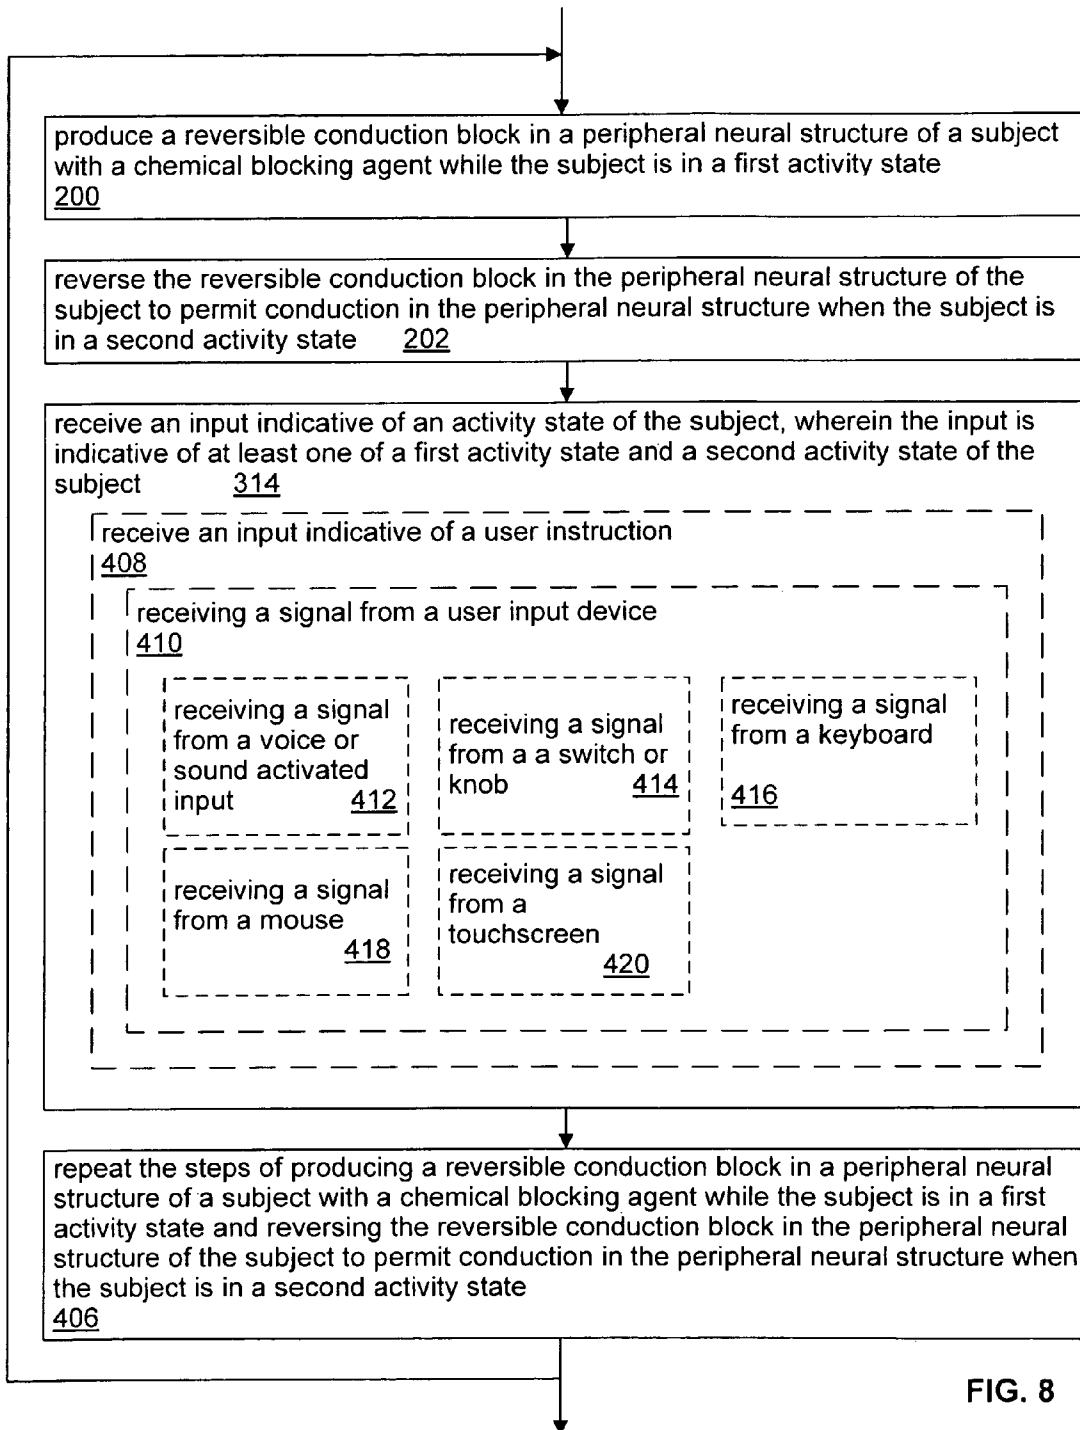 produce a reversible conduction block in a peripheral neural structure of a subject
with a chemical blocking agent while the subject is in a first activity state
200
reverse the reversible conduction block in the peripheral neural structure of the
subject to permit conduction in the peripheral neural structure when the subject is
in a second activity state 202
receive an input indicative of an activity state of the subject, wherein the input is
indicative of at least one of a first activity state and a second activity state of the
subject 314
receive an input indicative of a user instruction
408
receiving a signal from a user input device
410
receiving a signal
from a voice or
sound activated
input 412
receiving a signal
from a a switch or
knob 414
receiving a signal
from a keyboard
416
receiving a signal
from a mouse
418
receiving a signal
from a
touchscreen
420
repeat the steps of producing a reversible conduction block in a peripheral neural
structure of a subject with a chemical blocking agent while the subject is in a first
activity state and reversing the reversible conduction block in the peripheral neural
structure of the subject to permit conduction in the peripheral neural structure when
the subject is in a second activity state
406
FIG. 8